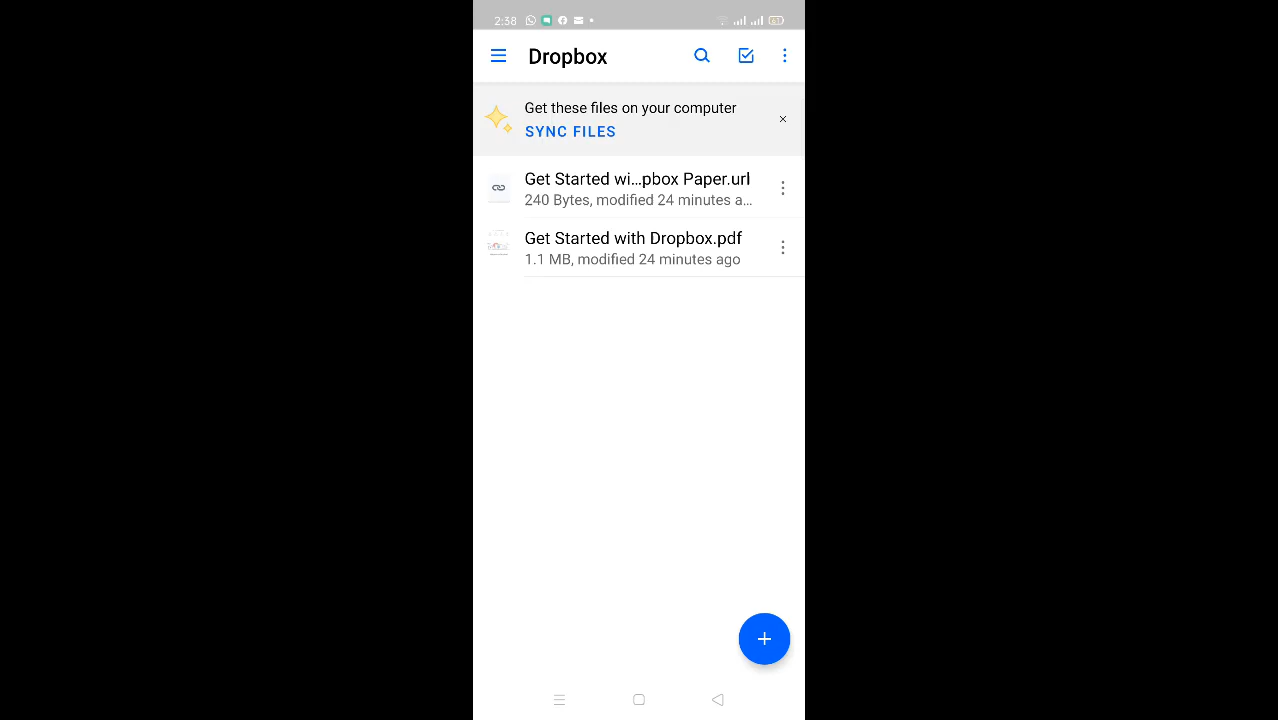 2:38
61
Dropbox
Get these files on your computer
SYNC FILES
Get Started wi...pbox Paper.url
240 Bytes, modified 24 minutes a...
Get Started with Dropbox.pdf
1.1 MB, modified 24 minutes ago